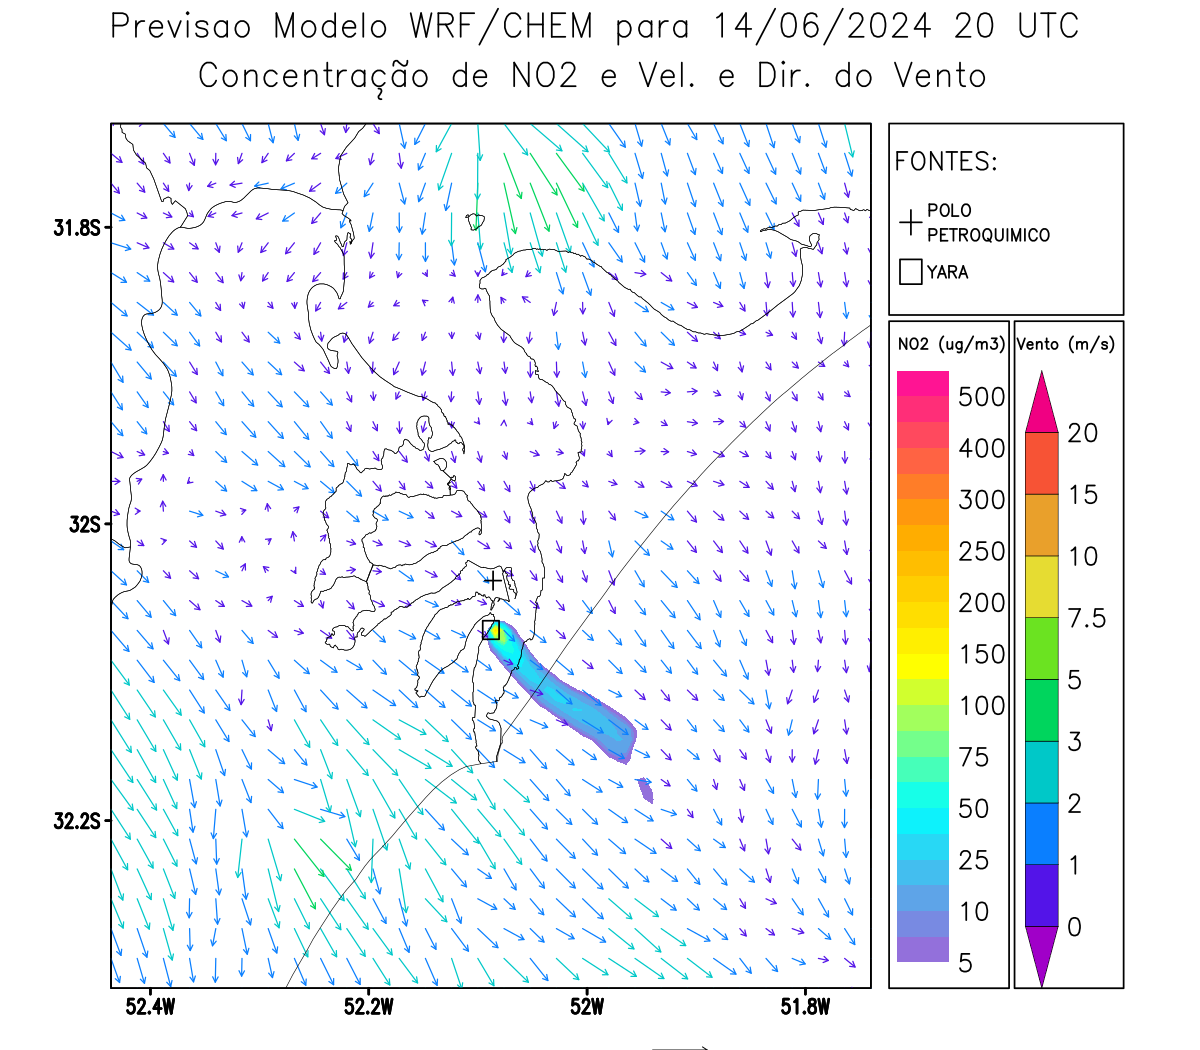 Previsao Modelo WRF/CHEM para 14/06/2024 20 UTC
Concentração de NO2 e Vel. e Dir. do Vento
FONTES:
POLO
PETROQUIMICO
YARA
NO2 (ug/m3)
500
400
300
250
200
150
100
75
50
25
10
5
Vento (m/s)
20
15
10
7.5
5
3
2
1
0
31.8S
32S
32.2S
52.4W
52.2W
52W
51.8W